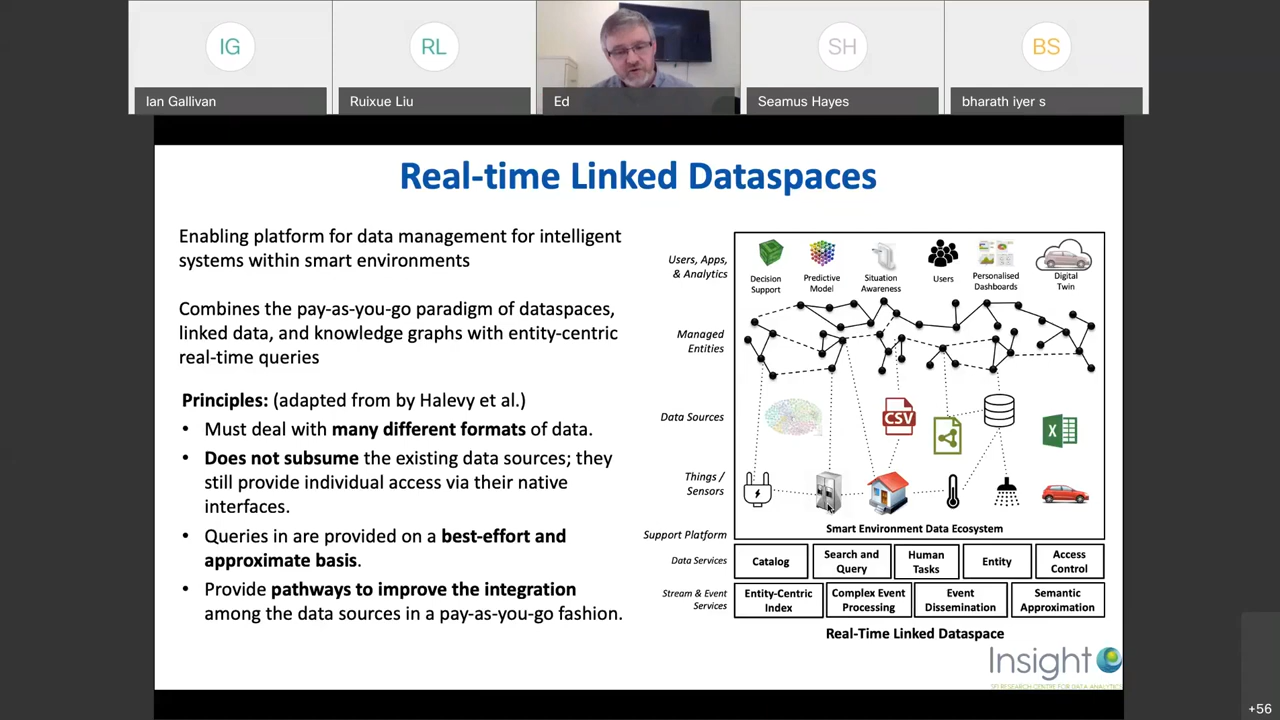 IG
RL
SH
BS
Ian Gallivan
Ruixue Liu
Ed
Seamus Hayes
bharath iyer s
Real-time Linked Dataspaces
Enabling platform for data management for intelligent
systems within smart environments
Combines the pay-as-you-go paradigm of dataspaces,
linked data, and knowledge graphs with entity-centric
real-time queries
Principles: (adapted from by Halevy et al.)
• Must deal with many different formats of data.
• Does not subsume the existing data sources; they
still provide individual access via their native
interfaces.
• Queries in are provided on a best-effort and
approximate basis.
• Provide pathways to improve the integration
among the data sources in a pay-as-you-go fashion.
Users, Apps,
& Analytics
Decision
Support
Predictive
Model
Situation
Awareness
Users
Personalised
Dashboards
Digital
Twin
Managed
Entities
Data Sources
CSV
X
Things /
Sensors
Smart Environment Data Ecosystem
Support Platform
Data Services
Catalog
Search and
Query
Human
Tasks
Entity
Access
Control
Stream & Event
Services
Entity-Centric
Index
Complex Event
Processing
Event
Dissemination
Semantic
Approximation
Real-Time Linked Dataspace
Insight
SFI RESEARCH CENTRE FOR DATA ANALYTICS
+56